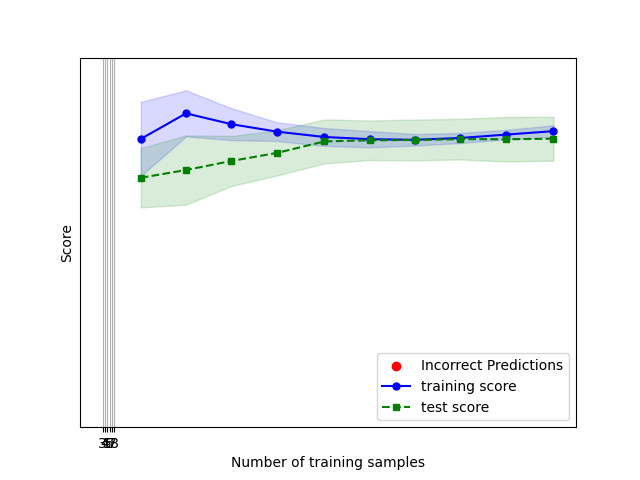 Score
Number of training samples
Incorrect Predictions
training score
test score